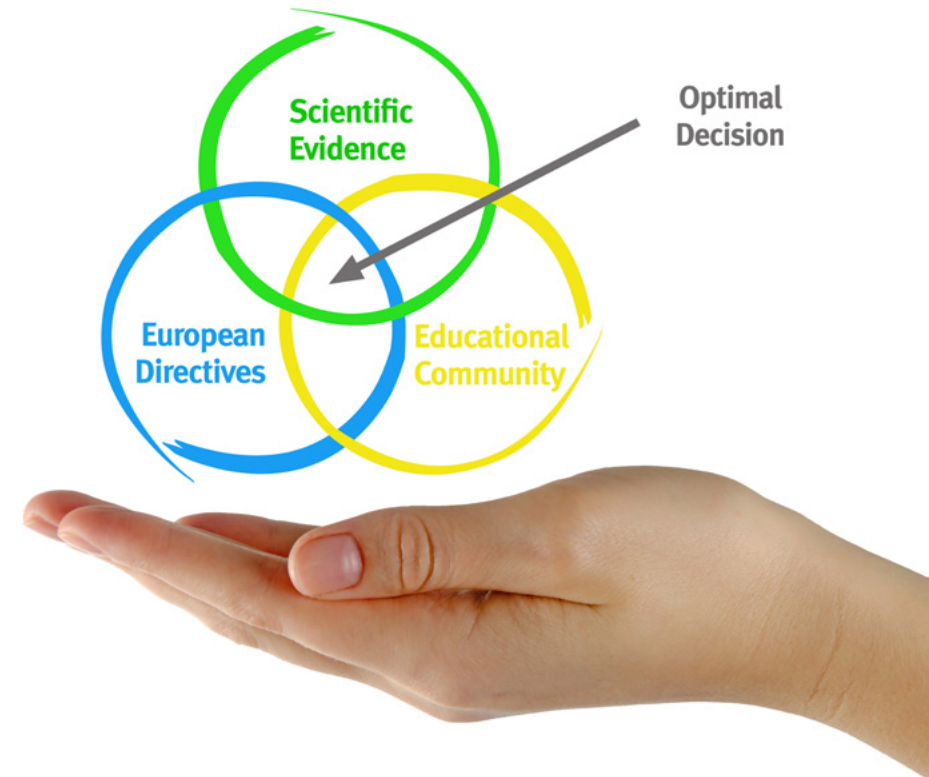 Scientific
Evidence
Optimal
Decision
European
Directives
Educational
Community